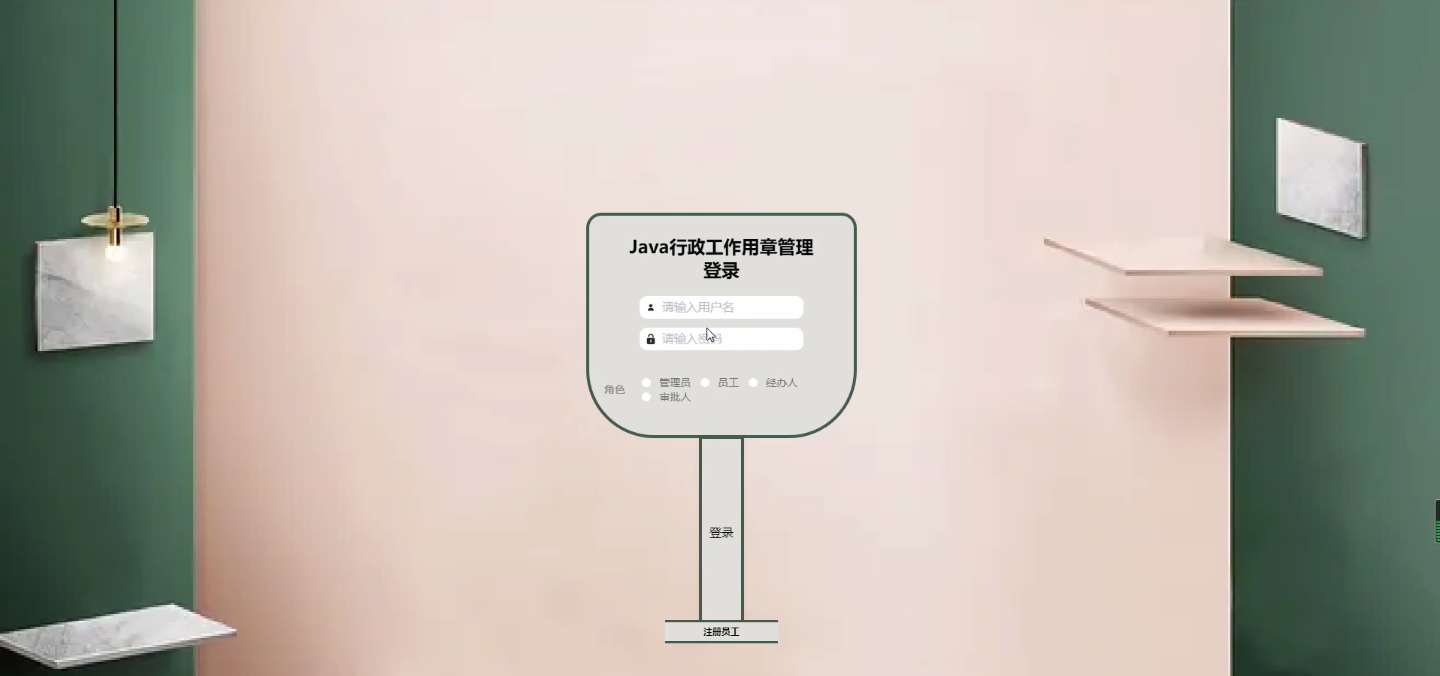 Java行政工作用章管理
登录
请输入用户名
请输入密码
角色
管理员 员工 经办人
审批人
登录
注册员工